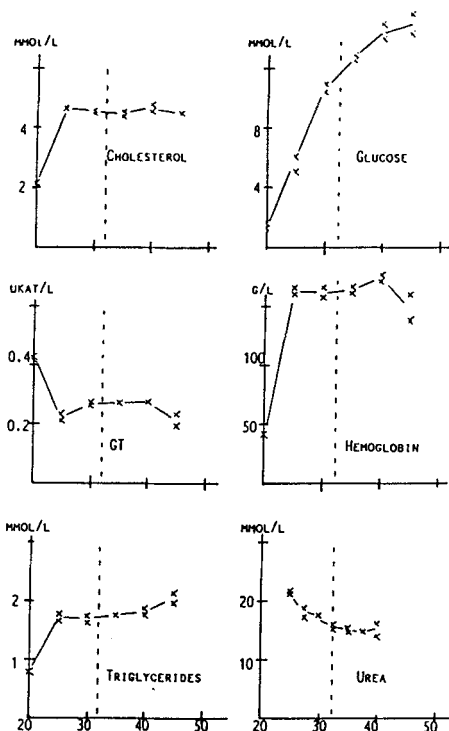 MMOL/L
4
2
CHOLESTEROL
MMOL/L
8
4
GLUCOSE
UKAT/L
0.4
0.2
GT
G/L
100
50
HEMOGLOBIN
MMOL/L
2
1
TRIGLYCERIDES
20 30 40 50
MMOL/L
20
10
UREA
20 30 40 50